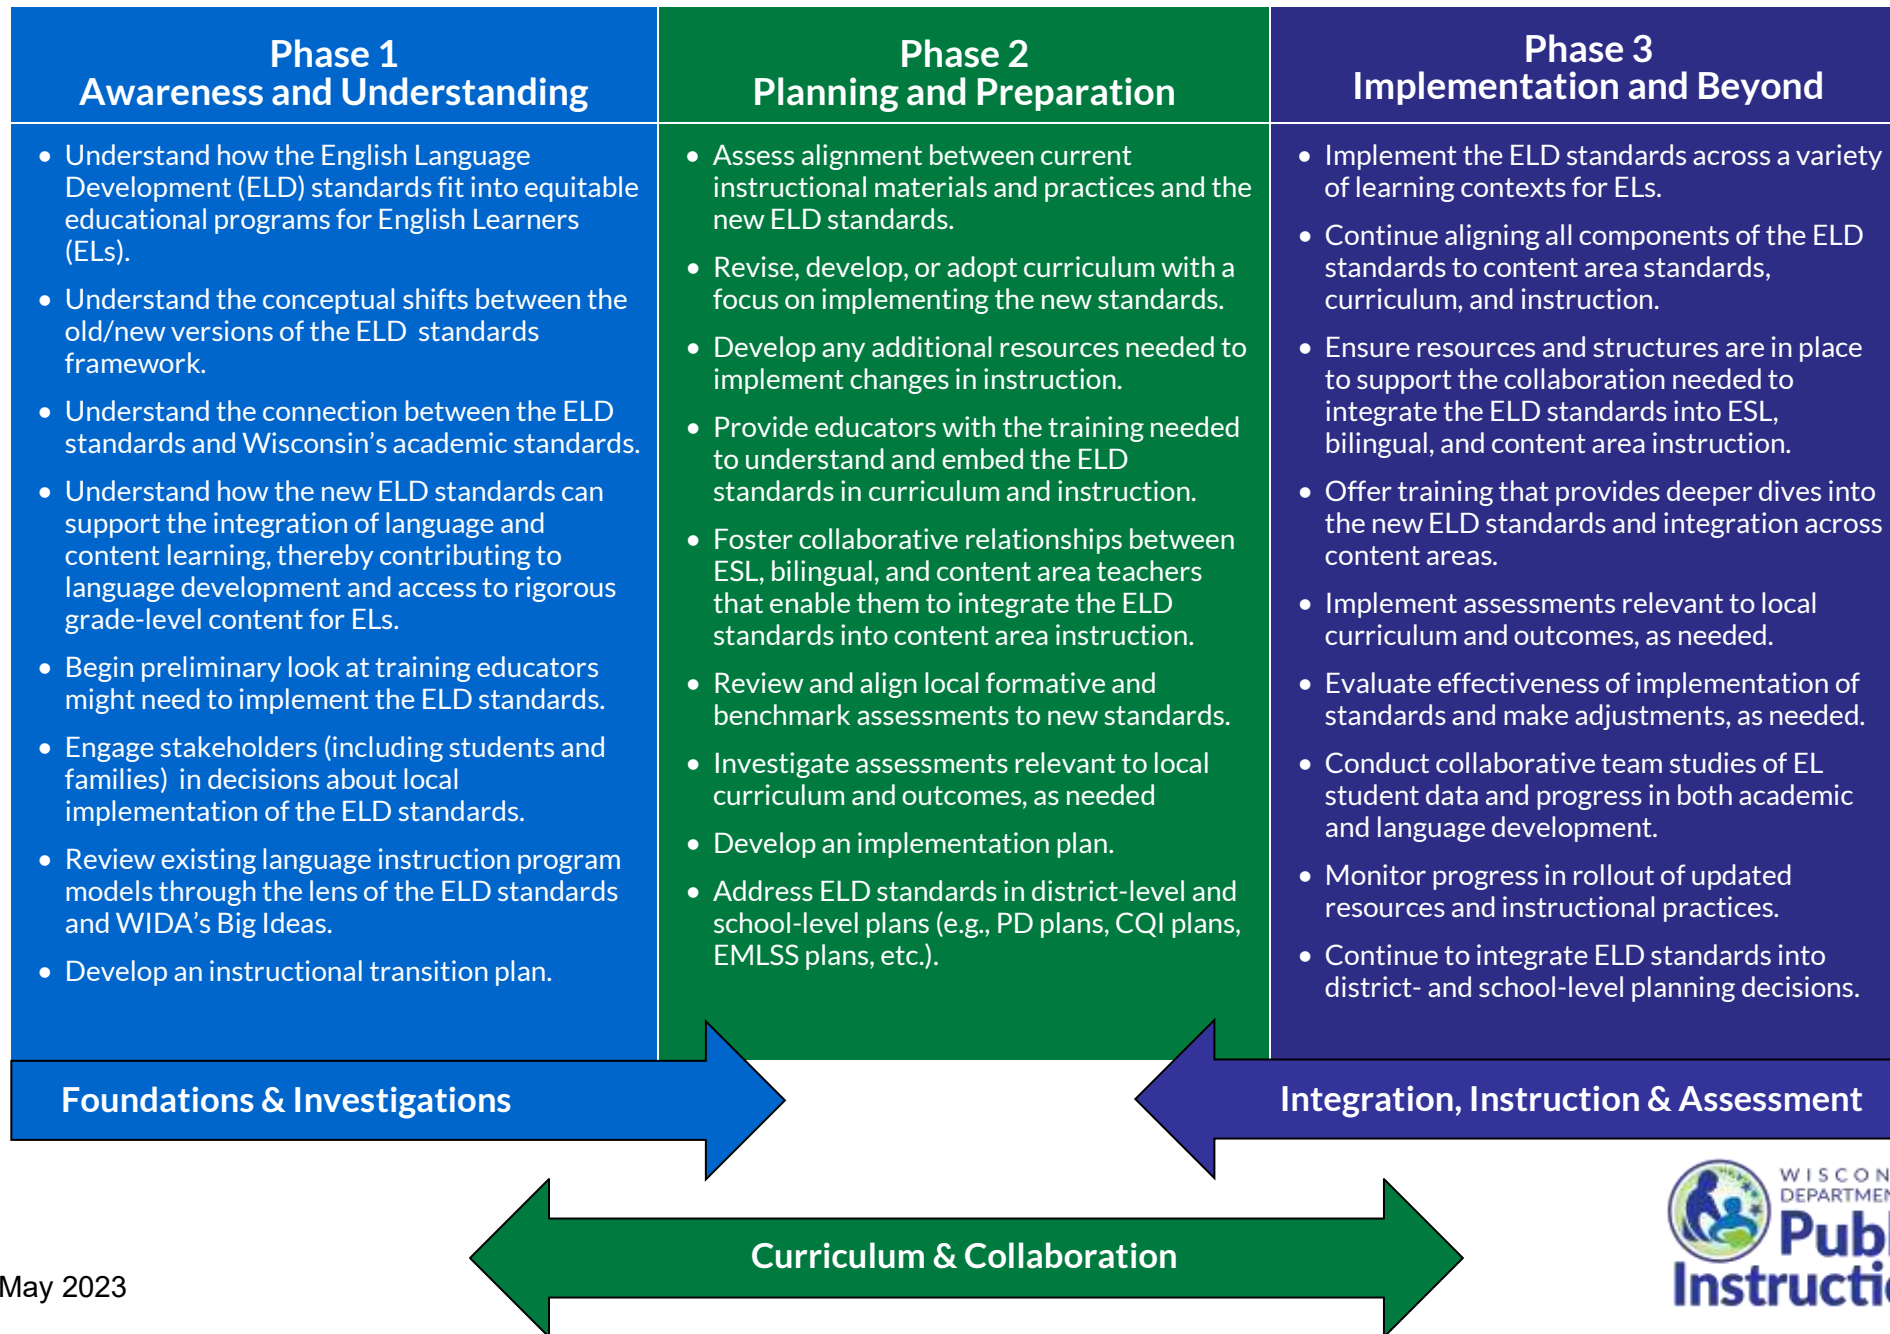 Phase 1
Awareness and Understanding
• Understand how the English Language
Development (ELD) standards fit into equitable
educational programs for English Learners
(ELs).
• Understand the conceptual shifts between the
old/new versions of the ELD standards
framework.
• Understand the connection between the ELD
standards and Wisconsin’s academic standards.
• Understand how the new ELD standards can
support the integration of language and
content learning, thereby contributing to
language development and access to rigorous
grade-level content for ELs.
• Begin preliminary look at training educators
might need to implement the ELD standards.
• Engage stakeholders (including students and
families) in decisions about local
implementation of the ELD standards.
• Review existing language instruction program
models through the lens of the ELD standards
and WIDA’s Big Ideas.
• Develop an instructional transition plan.
Phase 2
Planning and Preparation
• Assess alignment between current
instructional materials and practices and the
new ELD standards.
• Revise, develop, or adopt curriculum with a
focus on implementing the new standards.
• Develop any additional resources needed to
implement changes in instruction.
• Provide educators with the training needed
to understand and embed the ELD
standards in curriculum and instruction.
• Foster collaborative relationships between
ESL, bilingual, and content area teachers
that enable them to integrate the ELD
standards into content area instruction.
• Review and align local formative and
benchmark assessments to new standards.
• Investigate assessments relevant to local
curriculum and outcomes, as needed
• Develop an implementation plan.
• Address ELD standards in district-level and
school-level plans (e.g., PD plans, CQI plans,
EMLSS plans, etc.).
Phase 3
Implementation and Beyond
• Implement the ELD standards across a variety
of learning contexts for ELs.
• Continue aligning all components of the ELD
standards to content area standards,
curriculum, and instruction.
• Ensure resources and structures are in place
to support the collaboration needed to
integrate the ELD standards into ESL,
bilingual, and content area instruction.
• Offer training that provides deeper dives into
the new ELD standards and integration across
content areas.
• Implement assessments relevant to local
curriculum and outcomes, as needed.
• Evaluate effectiveness of implementation of
standards and make adjustments, as needed.
• Conduct collaborative team studies of EL
student data and progress in both academic
and language development.
• Monitor progress in rollout of updated
resources and instructional practices.
• Continue to integrate ELD standards into
district- and school-level planning decisions.
Foundations & Investigations
Integration, Instruction & Assessment
Curriculum & Collaboration
May 2023